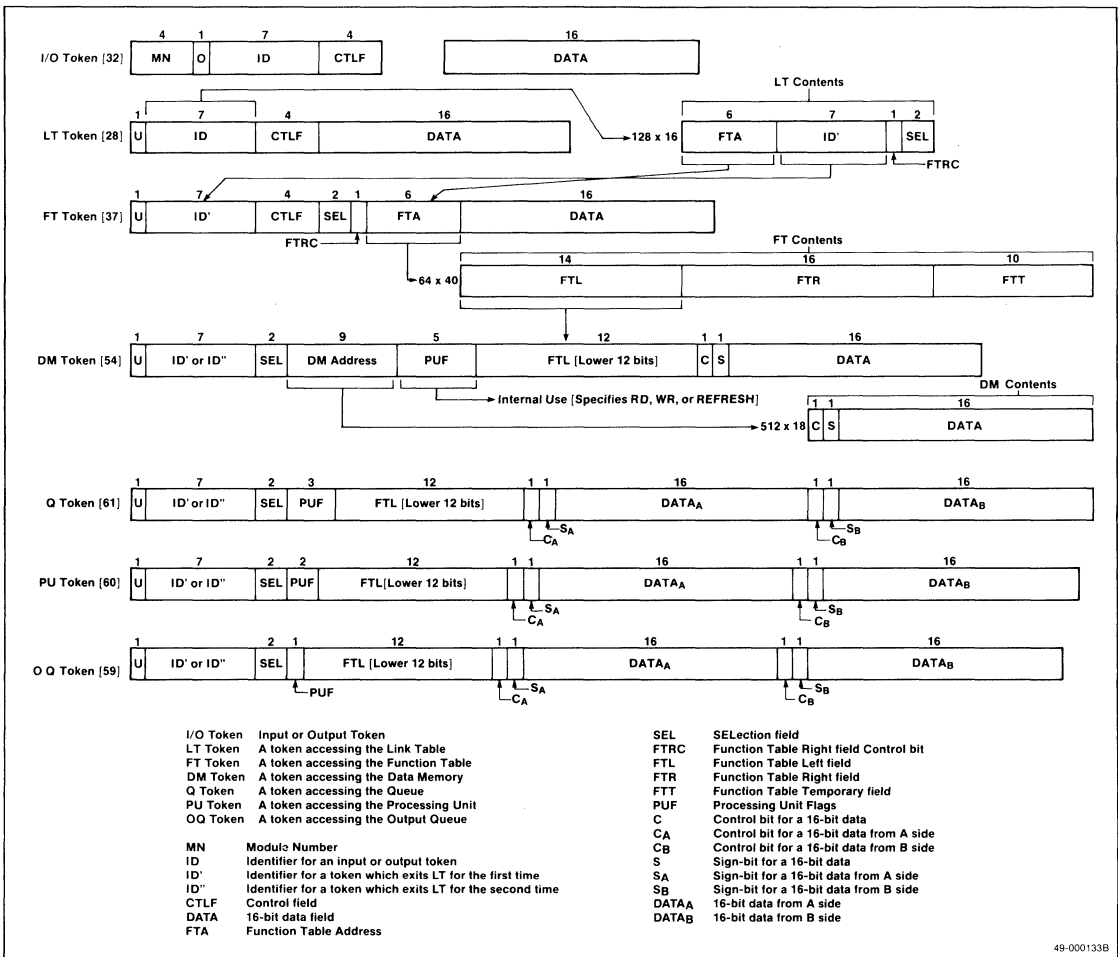 4 1 7 4 16
I/O Token [32] MN O ID CTLF DATA
LT Contents
1 7 4 16 6 7 1 2
LT Token [28] U ID CTLF DATA 128 x 16 FTA ID' SEL
FTRC
1 7 4 2 1 6 16
FT Token [37] U ID' CTLF SEL FTA DATA
FTRC
FT Contents
14 16 10
64 x 40 FTL FTR FTT
1 7 2 9 5 12 1 1 16
DM Token [54] U ID' or ID" SEL DM Address PUF FTL [Lower 12 bits] C S DATA
DM Contents
Internal Use [Specifies RD, WR, or REFRESH]
1 1 16
512 x 18 C S DATA
1 7 2 3 12 1 1 16 1 1 16
Q Token [61] U ID' or ID" SEL PUF FTL [Lower 12 bits] DATAA DATAB
SA SB
CA CB
1 7 2 2 12 1 1 16 1 1 16
PU Token [60] U ID' or ID" SEL PUF FTL[Lower 12 bits] DATAA DATAB
SA SB
CA CB
1 7 2 1 12 1 1 16 1 1 16
O Q Token [59] U ID' or ID" SEL FTL [Lower 12 bits] DATAA DATAB
PUF SA SB
CA CB
I/O Token Input or Output Token
LT Token A token accessing the Link Table
FT Token A token accessing the Function Table
DM Token A token accessing the Data Memory
Q Token A token accessing the Queue
PU Token A token accessing the Processing Unit
OQ Token A token accessing the Output Queue
MN Module Number
ID Identifier for an input or output token
ID' Identifier for a token which exits LT for the first time
ID" Identifier for a token which exits LT for the second time
CTLF Control field
DATA 16-bit data field
FTA Function Table Address
SEL SELection field
FTRC Function Table Right field Control bit
FTL Function Table Left field
FTR Function Table Right field
FTT Function Table Temporary field
PUF Processing Unit Flags
C Control bit for a 16-bit data
CA Control bit for a 16-bit data from A side
CB Control bit for a 16-bit data from B side
S Sign-bit for a 16-bit data
SA Sign-bit for a 16-bit data from A side
SB Sign-bit for a 16-bit data from B side
DATAA 16-bit data from A side
DATAB 16-bit data from B side
49-000133B